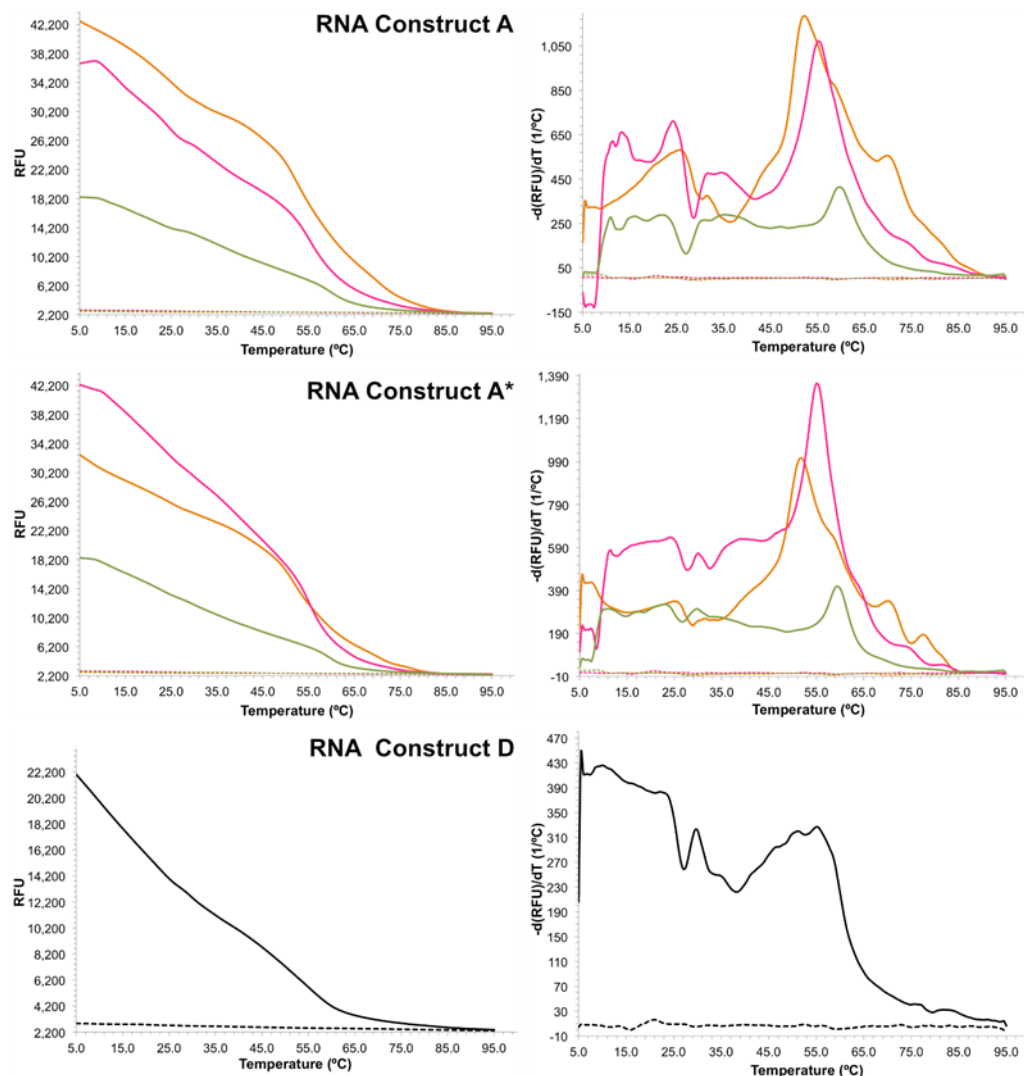 RNA Construct A
RFU
42,200
38,200
34,200
30,200
26,200
22,200
18,200
14,200
10,200
6,200
2,200
5.0 15.0 25.0 35.0 45.0 55.0 65.0 75.0 85.0 95.0
Temperature (ºC)
-d(RFU)/dT (1/ºC)
1,050
850
650
450
250
50
-150
5.0 15.0 25.0 35.0 45.0 55.0 65.0 75.0 85.0 95.0
Temperature (ºC)
RNA Construct A*
RFU
42,200
38,200
34,200
30,200
26,200
22,200
18,200
14,200
10,200
6,200
2,200
5.0 15.0 25.0 35.0 45.0 55.0 65.0 75.0 85.0 95.0
Temperature (ºC)
-d(RFU)/dT (1/ºC)
1,390
1,190
990
790
590
390
190
-10
5.0 15.0 25.0 35.0 45.0 55.0 65.0 75.0 85.0 95.0
Temperature (ºC)
RNA Construct D
RFU
22,200
20,200
18,200
16,200
14,200
12,200
10,200
8,200
6,200
4,200
2,200
5.0 15.0 25.0 35.0 45.0 55.0 65.0 75.0 85.0 95.0
Temperature (ºC)
-d(RFU)/dT (1/ºC)
470
430
390
350
310
270
230
190
150
110
70
30
-10
5.0 15.0 25.0 35.0 45.0 55.0 65.0 75.0 85.0 95.0
Temperature (ºC)